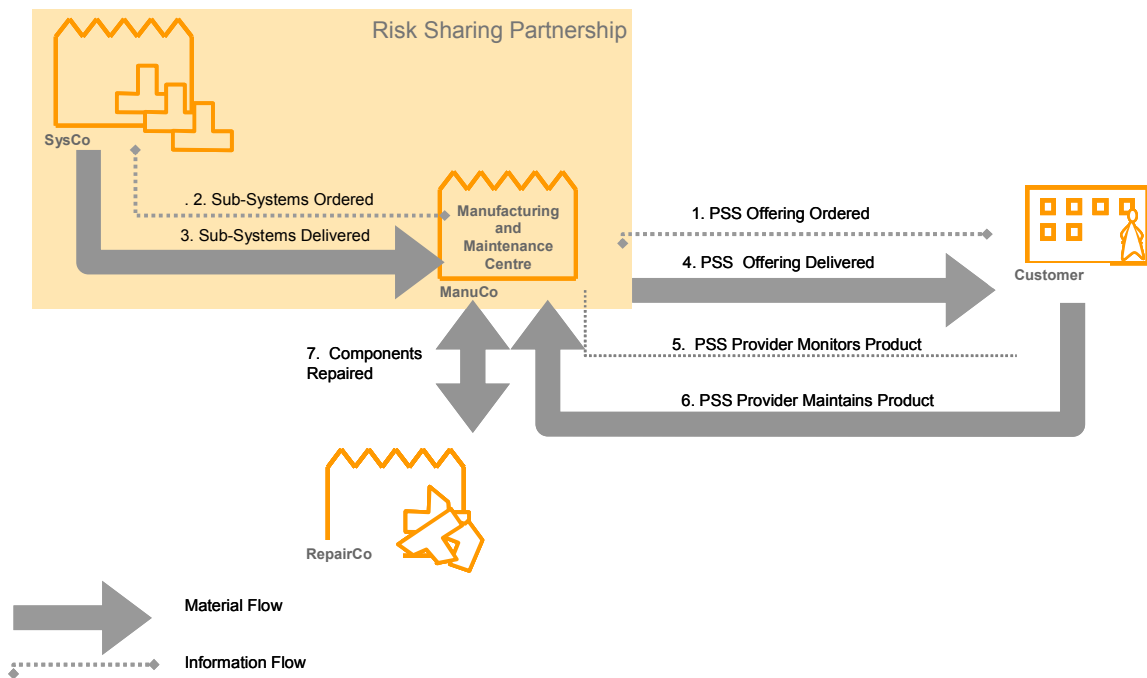 Risk Sharing Partnership
SysCo
. 2. Sub-Systems Ordered
3. Sub-Systems Delivered
Manufacturing
and
Maintenance
Centre
ManuCo
1. PSS Offering Ordered
4. PSS Offering Delivered
Customer
5. PSS Provider Monitors Product
6. PSS Provider Maintains Product
7. Components
Repaired
RepairCo
Material Flow
Information Flow